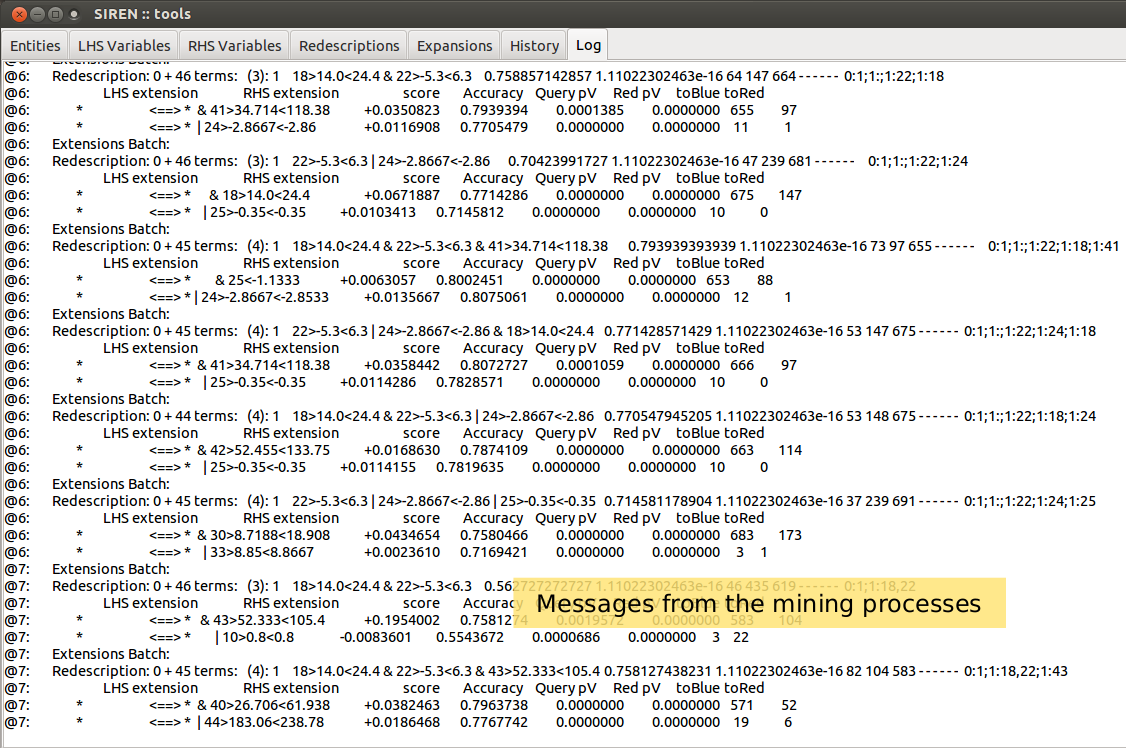 SIREN :: tools
Entities LHS Variables RHS Variables Redescriptions Expansions History Log
@6: Redescription: 0 + 46 terms: (3): 1 18>14.0<24.4 & 22>-5.3<6.3 0.758857142857 1.11022302463e-16 64 147 664 - - - - - - 0:1;1:;1:22;1:18
@6: LHS extension RHS extension score Accuracy Query pV Red pV toBlue toRed
@6: * <==> * & 41>34.714<118.38 +0.0350823 0.7939394 0.0001385 0.0000000 655 97
@6: * <==> * | 24>-2.8667<-2.86 +0.0116908 0.7705479 0.0000000 0.0000000 11 1
@6: Extensions Batch:
@6: Redescription: 0 + 46 terms: (3): 1 22>-5.3<6.3 | 24>-2.8667<-2.86 0.70423991727 1.11022302463e-16 47 239 681 - - - - - - 0:1;1:;1:22;1:24
@6: LHS extension RHS extension score Accuracy Query pV Red pV toBlue toRed
@6: * <==> * & 18>14.0<24.4 +0.0671887 0.7714286 0.0000000 0.0000000 675 147
@6: * <==> * | 25>-0.35<-0.35 +0.0103413 0.7145812 0.0000000 0.0000000 10 0
@6: Extensions Batch:
@6: Redescription: 0 + 45 terms: (4): 1 18>14.0<24.4 & 22>-5.3<6.3 & 41>34.714<118.38 0.793939393939 1.11022302463e-16 73 97 655 - - - - - - 0:1;1:;1:22;1:18;1:41
@6: LHS extension RHS extension score Accuracy Query pV Red pV toBlue toRed
@6: * <==> * & 25<-1.1333 +0.0063057 0.8002451 0.0000000 0.0000000 653 88
@6: * <==> * | 24>-2.8667<-2.8533 +0.0135667 0.8075061 0.0000000 0.0000000 12 1
@6: Extensions Batch:
@6: Redescription: 0 + 45 terms: (4): 1 22>-5.3<6.3 | 24>-2.8667<-2.86 & 18>14.0<24.4 0.771428571429 1.11022302463e-16 53 147 675 - - - - - - 0:1;1:;1:22;1:24;1:18
@6: LHS extension RHS extension score Accuracy Query pV Red pV toBlue toRed
@6: * <==> * & 41>34.714<118.38 +0.0358442 0.8072727 0.0001059 0.0000000 666 97
@6: * <==> * | 25>-0.35<-0.35 +0.0114286 0.7828571 0.0000000 0.0000000 10 0
@6: Extensions Batch:
@6: Redescription: 0 + 44 terms: (4): 1 18>14.0<24.4 & 22>-5.3<6.3 | 24>-2.8667<-2.86 0.770547945205 1.11022302463e-16 53 148 675 - - - - - - 0:1;1:;1:22;1:18;1:24
@6: LHS extension RHS extension score Accuracy Query pV Red pV toBlue toRed
@6: * <==> * & 42>52.455<133.75 +0.0168630 0.7874109 0.0000000 0.0000000 663 114
@6: * <==> * | 25>-0.35<-0.35 +0.0114155 0.7819635 0.0000000 0.0000000 10 0
@6: Extensions Batch:
@6: Redescription: 0 + 45 terms: (4): 1 22>-5.3<6.3 | 24>-2.8667<-2.86 | 25>-0.35<-0.35 0.714581178904 1.11022302463e-16 37 239 691 - - - - - - 0:1;1:;1:22;1:24;1:25
@6: LHS extension RHS extension score Accuracy Query pV Red pV toBlue toRed
@6: * <==> * & 30>8.7188<18.908 +0.0434654 0.7580466 0.0000000 0.0000000 683 173
@6: * <==> * | 33>8.85<8.8667 +0.0023610 0.7169421 0.0000000 0.0000000 3 1
@7: Extensions Batch:
@7: Redescription: 0 + 46 terms: (3): 1 18>14.0<24.4 & 22>-5.3<6.3 0.562727272727 1.11022302463e-16 46 435 619 - - - - - - 0:1;1:18,22
@7: LHS extension RHS extension score Accuracy toBlue toRed
@7: * <==> * & 43>52.333<105.4 +0.1954002 0.7581274 0.0019572 0.0000000 583 104
Messages from the mining processes
@7: * <==> * | 10>0.8<0.8 -0.0083601 0.5543672 0.0000686 0.0000000 3 22
@7: Extensions Batch:
@7: Redescription: 0 + 45 terms: (4): 1 18>14.0<24.4 & 22>-5.3<6.3 & 43>52.333<105.4 0.758127438231 1.11022302463e-16 82 104 583 - - - - - - 0:1;1:18,22;1:43
@7: LHS extension RHS extension score Accuracy Query pV Red pV toBlue toRed
@7: * <==> * & 40>26.706<61.938 +0.0382463 0.7963738 0.0000000 0.0000000 571 52
@7: * <==> * | 44>183.06<238.78 +0.0186468 0.7767742 0.0000000 0.0000000 19 6